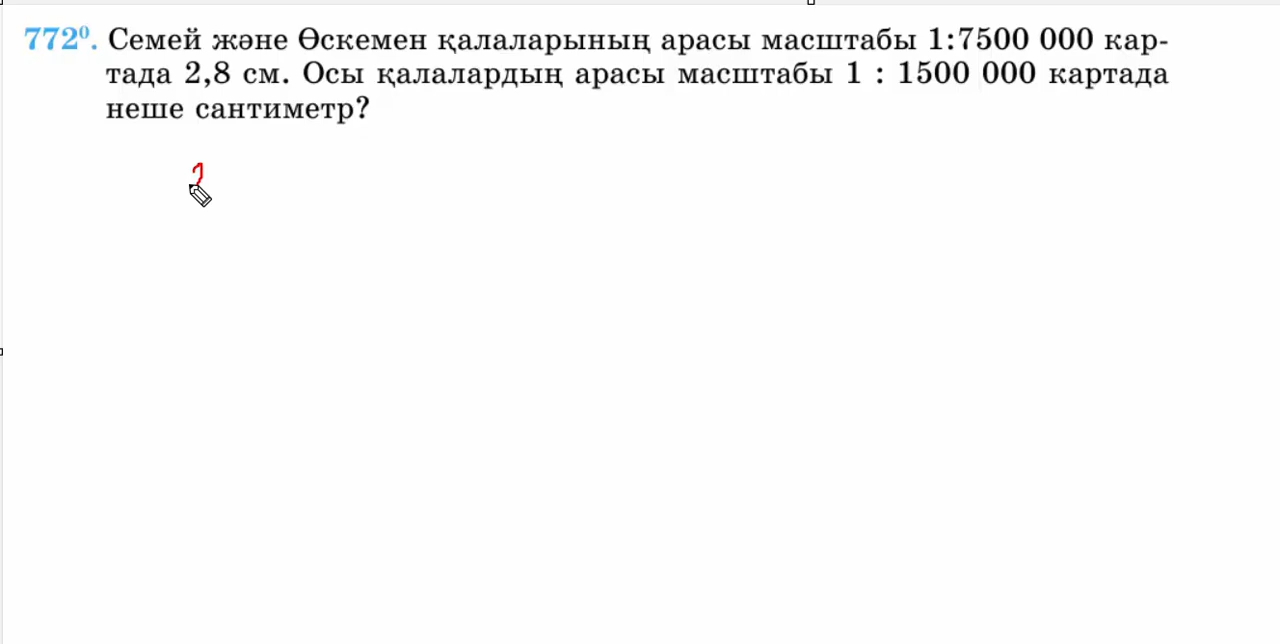 772⁰. Семей және Өскемен қалаларының арасы масштабы 1:7500 000 кар-
тада 2,8 см. Осы қалалардың арасы масштабы 1 : 1500 000 картада
неше сантиметр?